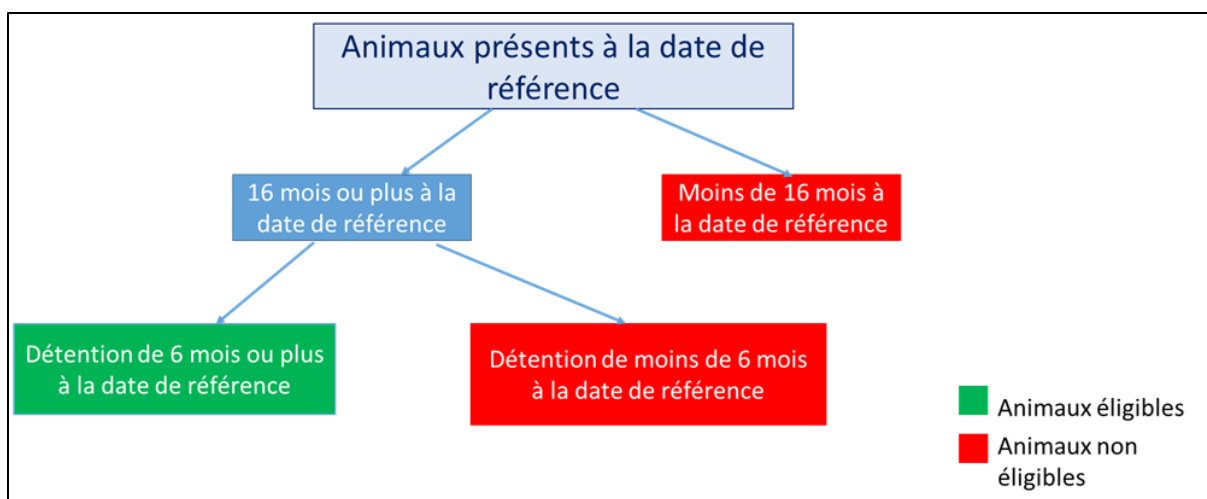 Animaux présents à la date de
référence
16 mois ou plus à la
date de référence
Moins de 16 mois à
la date de référence
Détention de 6 mois ou plus
à la date de référence
Détention de moins de 6 mois
à la date de référence
Animaux éligibles
Animaux non
éligibles